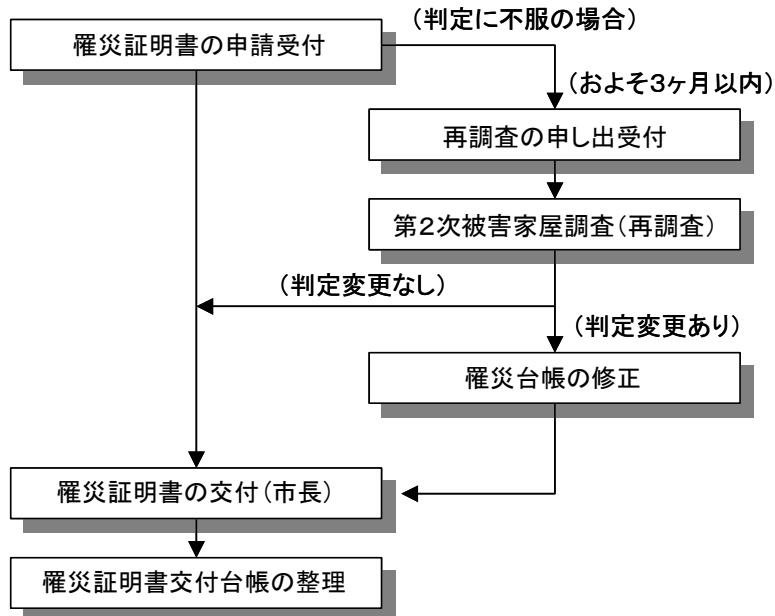 罹災証明書の申請受付
（判定に不服の場合）
（およそ３ヶ月以内）
再調査の申し出受付
第２次被害家屋調査（再調査）
（判定変更なし）
（判定変更あり）
罹災台帳の修正
罹災証明書の交付（市長）
罹災証明書交付台帳の整理